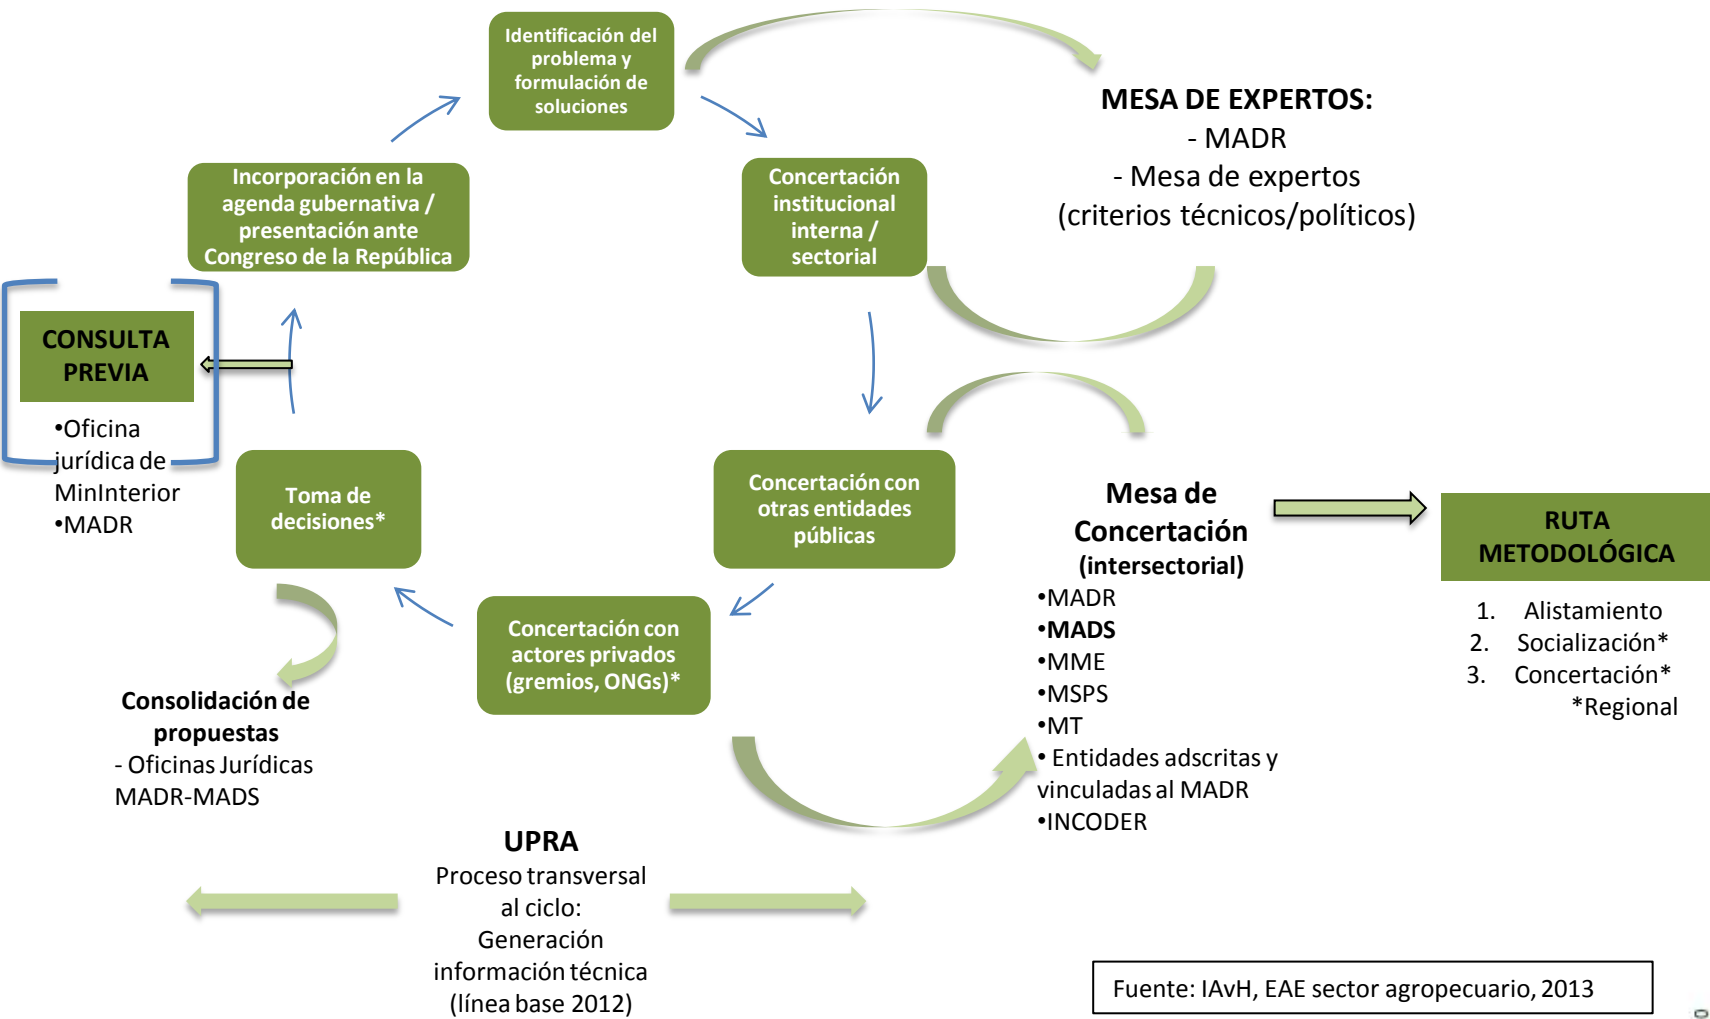 Identificación del
problema y
formulación de
soluciones
MESA DE EXPERTOS:
- MADR
- Mesa de expertos
(criterios técnicos/políticos)
Incorporación en la
agenda gubernativa /
presentación ante
Congreso de la República
Concertación
institucional
interna /
sectorial
CONSULTA
PREVIA
•Oficina
jurídica de
MinInterior
•MADR
Toma de
decisiones*
Concertación con
otras entidades
públicas
Mesa de
Concertación
(intersectorial)
•MADR
•MADS
•MME
•MSPS
•MT
• Entidades adscritas y
vinculadas al MADR
•INCODER
RUTA
METODOLÓGICA
1. Alistamiento
2. Socialización*
3. Concertación*
*Regional
Concertación con
actores privados
(gremios, ONGs)*
Consolidación de
propuestas
- Oficinas Jurídicas
MADR-MADS
UPRA
Proceso transversal
al ciclo:
Generación
información técnica
(línea base 2012)
Fuente: IAvH, EAE sector agropecuario, 2013